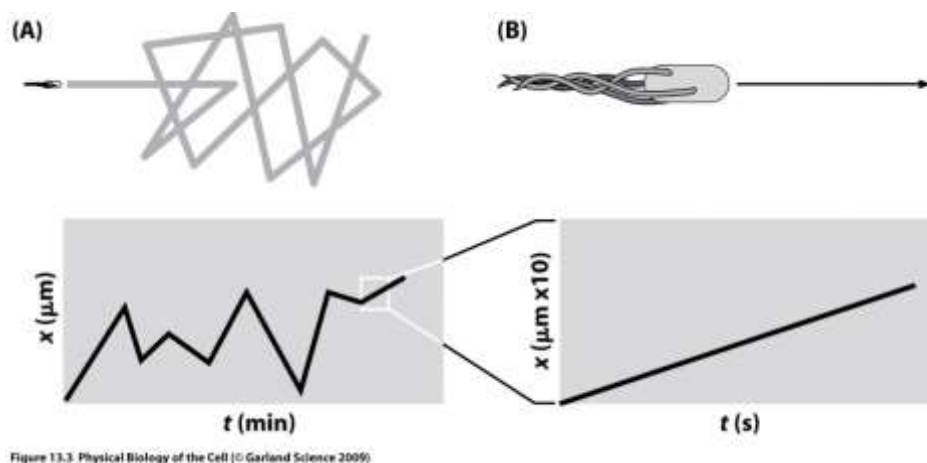 (A)
(B)
x (μm)
t (min)
x (μm x10)
t (s)
Figure 13.3 Physical Biology of the Cell (© Garland Science 2009)